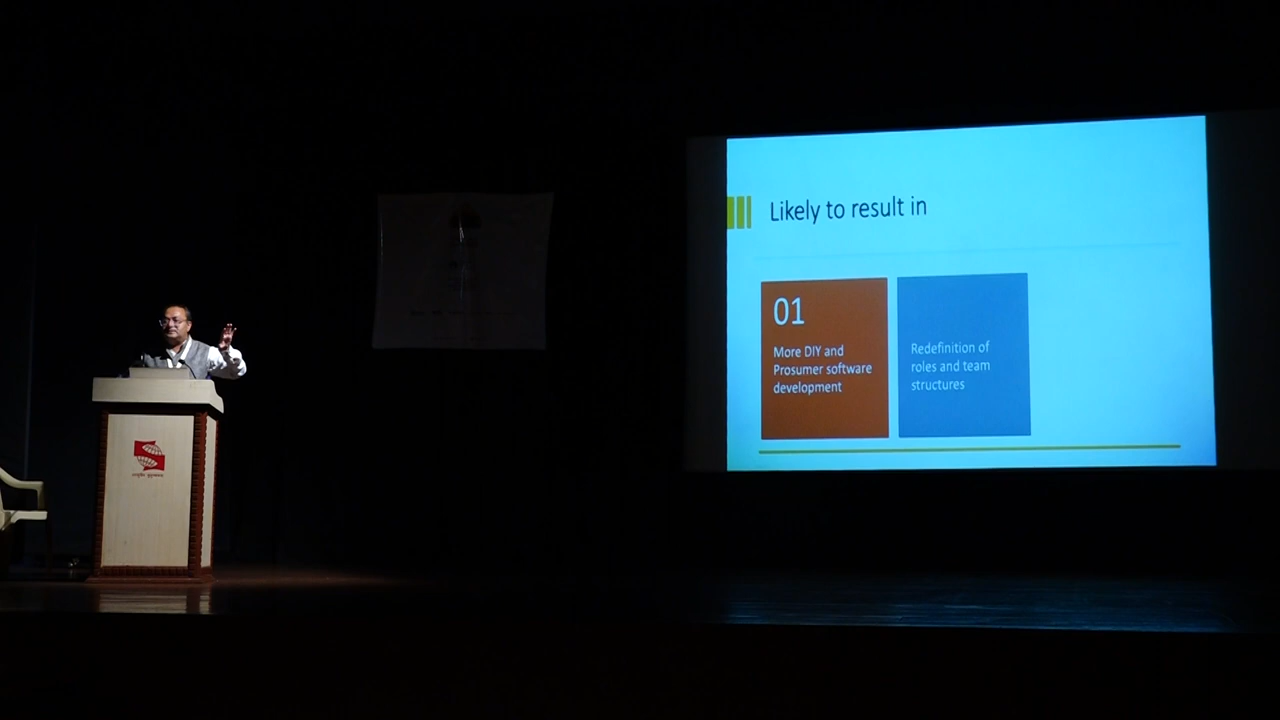 Likely to result in
01
More DIY and
Prosumer software
development
Redefinition of
roles and team
structures